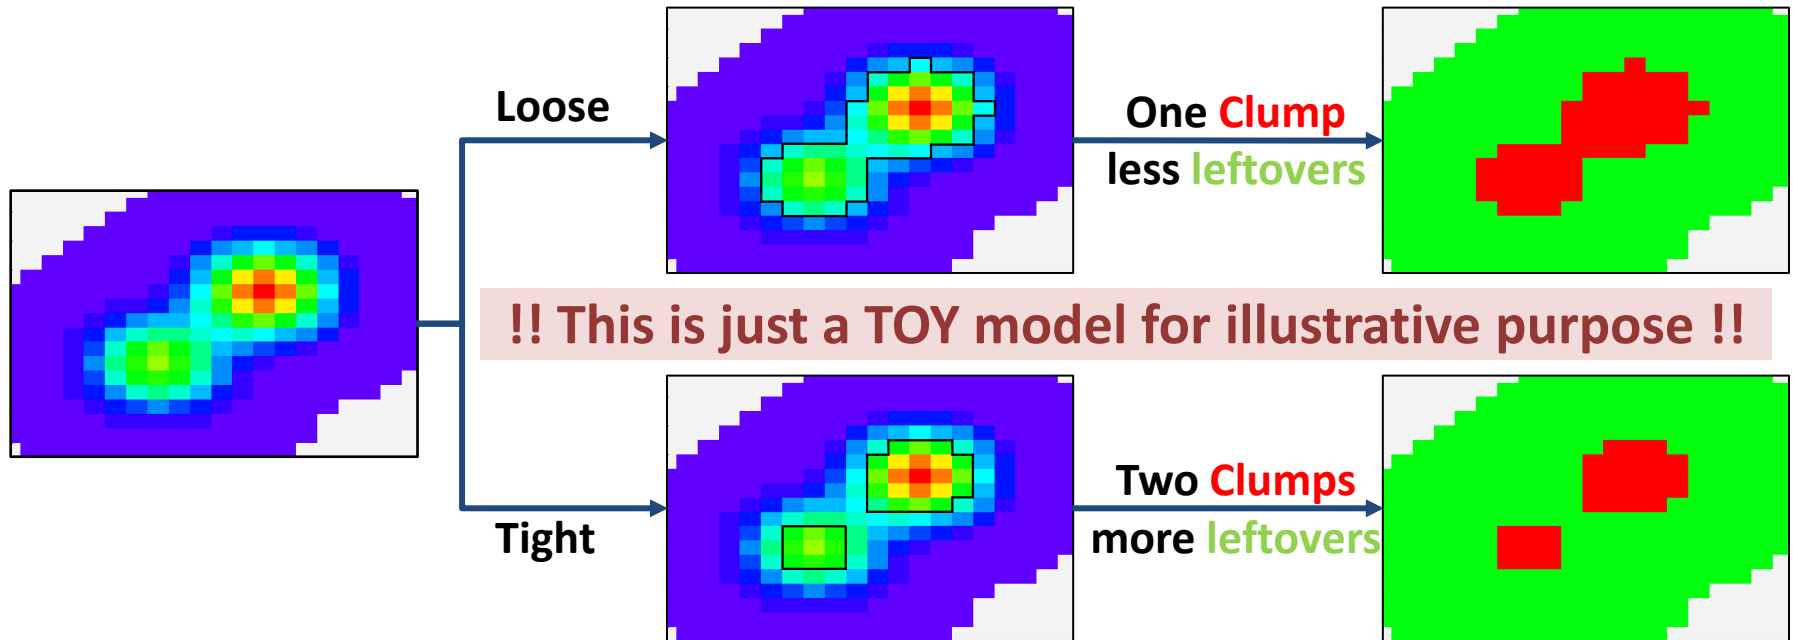 Loose
One Clump
less leftovers
!! This is just a TOY model for illustrative purpose !!
Tight
Two Clumps
more leftovers